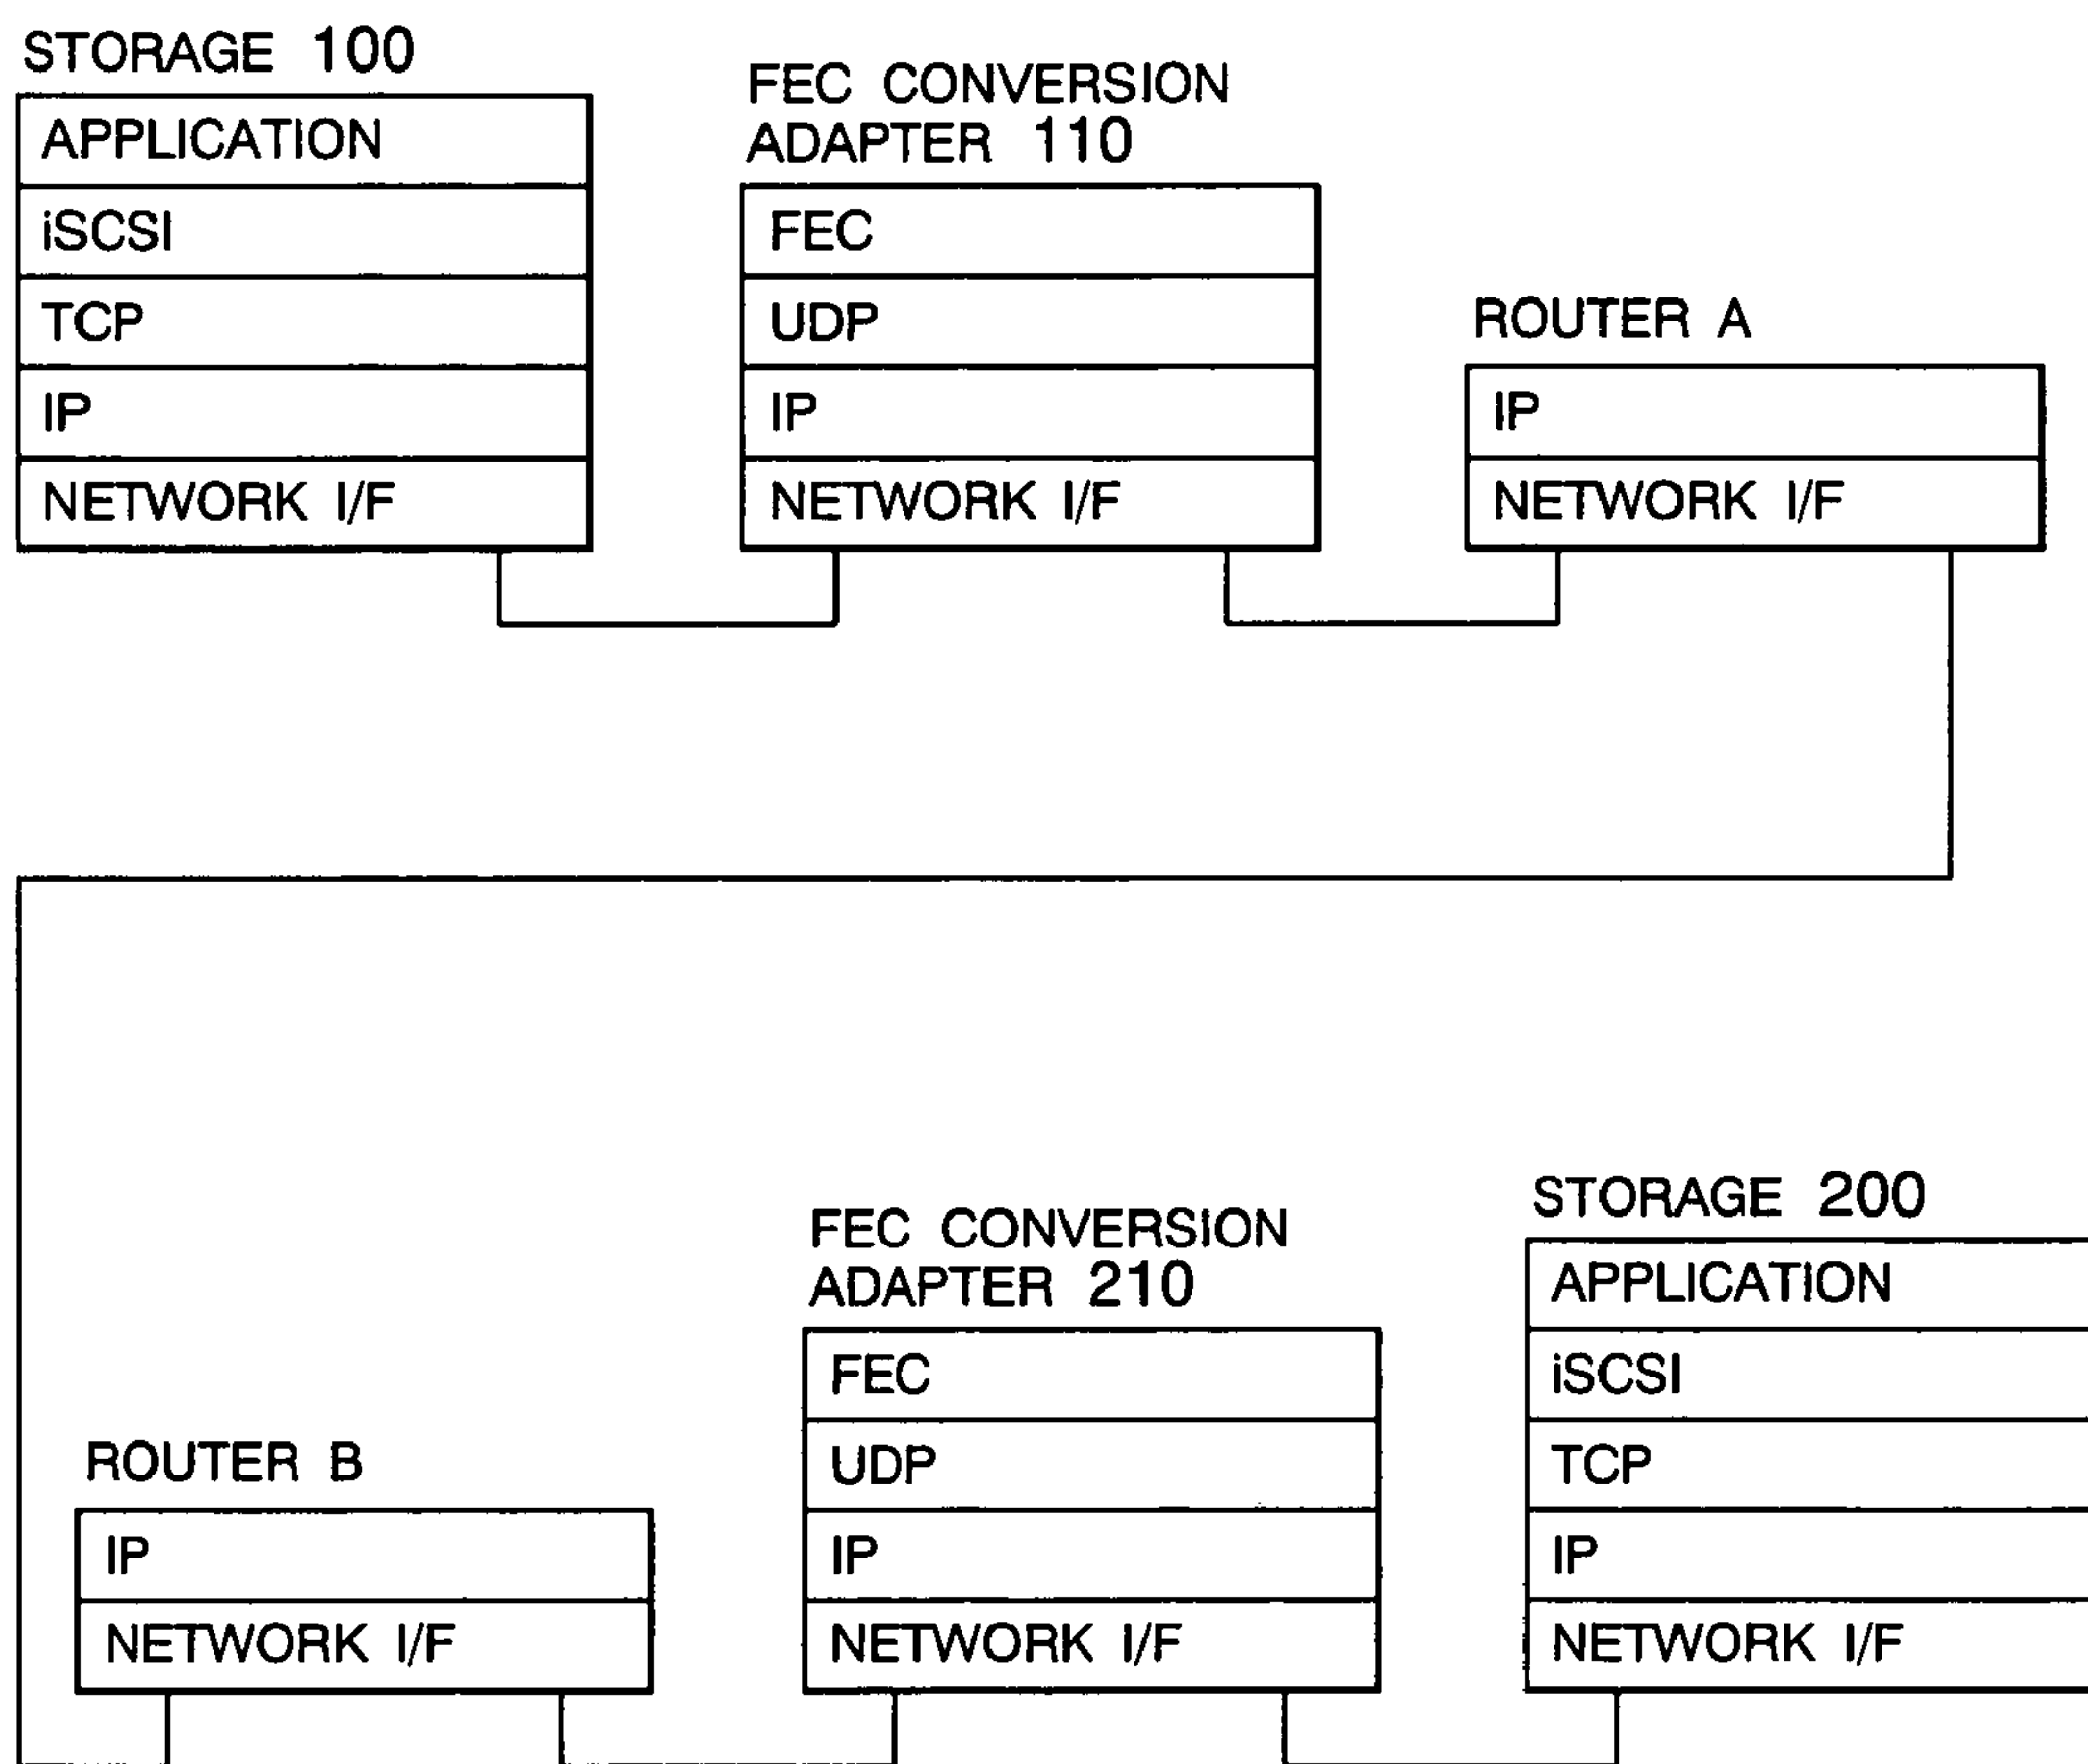 STORAGE 100
APPLICATION
iSCSI
TCP
IP
NETWORK I/F
FEC CONVERSION
ADAPTER 110
FEC
UDP
IP
NETWORK I/F
ROUTER A
IP
NETWORK I/F
ROUTER B
IP
NETWORK I/F
FEC CONVERSION
ADAPTER 210
FEC
UDP
IP
NETWORK I/F
STORAGE 200
APPLICATION
iSCSI
TCP
IP
NETWORK I/F